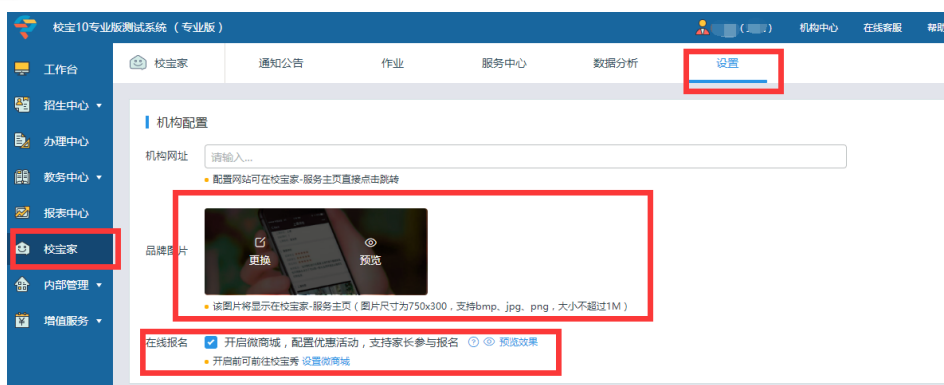 校宝10专业版测试系统（专业版）
机构中心 在线客服 帮助
工作台
招生中心
办理中心
教务中心
报表中心
校宝家
内部管理
增值服务
校宝家 通知公告 作业 服务中心 数据分析 设置
机构配置
机构网址 请输入...
配置网站可在校宝家-服务主页直接点击跳转
品牌图片
更换 预览
该图片将显示在校宝家-服务主页（图片尺寸为750x300，支持bmp、jpg、png，大小不超过1M）
在线报名 开启微商城，配置优惠活动，支持家长参与报名 预览效果
开启前可前往校宝秀 设置微商城